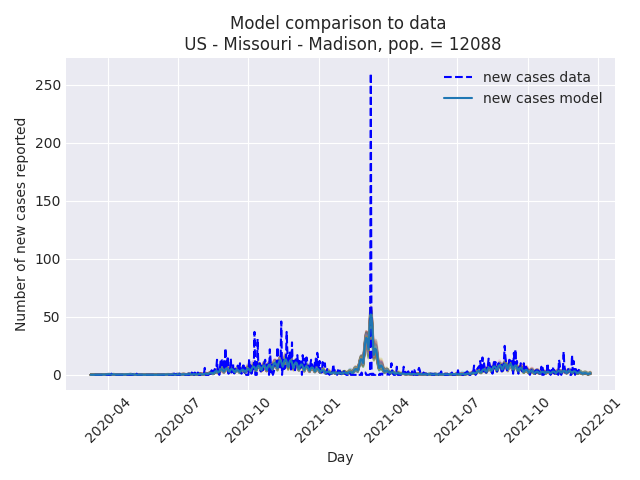 Model comparison to data
US - Missouri - Madison, pop. = 12088
new cases data
new cases model
Number of new cases reported
250
200
150
100
50
0
2020-04
2020-07
2020-10
2021-01
2021-04
2021-07
2021-10
2022-01
Day